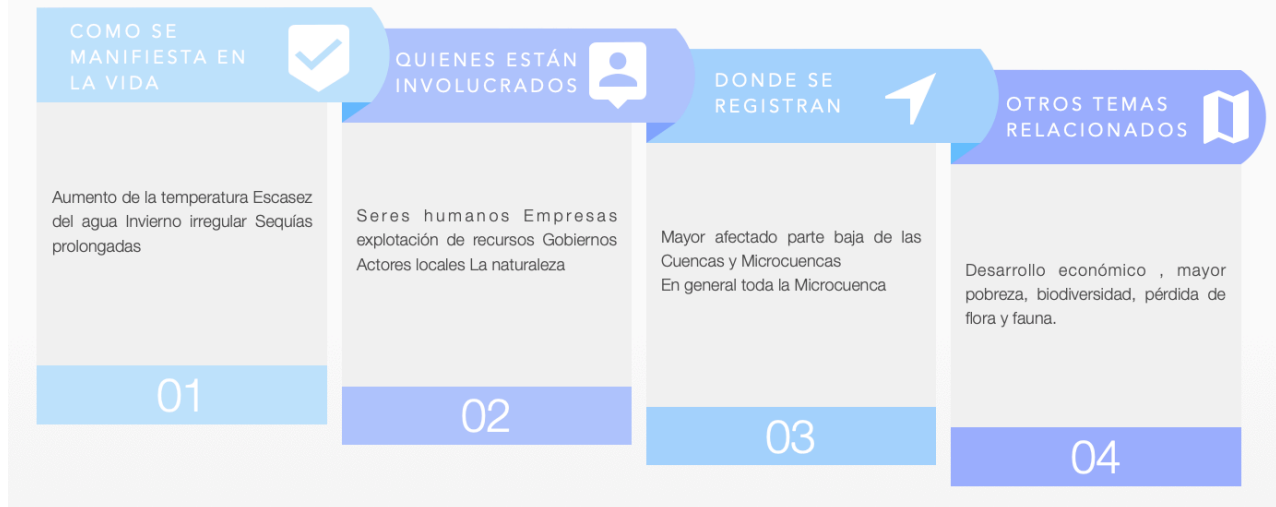 COMO SE
MANIFIESTA EN
LA VIDA
Aumento de la temperatura Escasez
del agua Invierno irregular Sequías
prolongadas
01
QUIENES ESTÁN
INVOLUCRADOS
Seres humanos Empresas
explotación de recursos Gobiernos
Actores locales La naturaleza
02
DONDE SE
REGISTRAN
Mayor afectado parte baja de las
Cuencas y Microcuencas
En general toda la Microcuenca
03
OTROS TEMAS
RELACIONADOS
Desarrollo económico , mayor
pobreza, biodiversidad, pérdida de
flora y fauna.
04